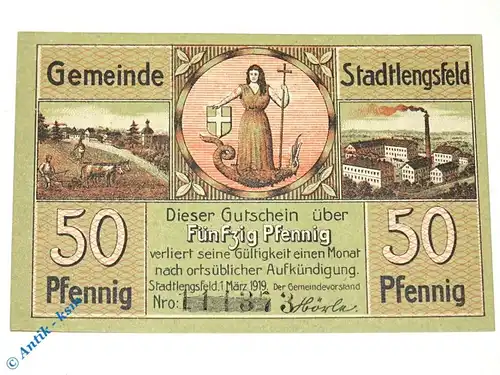 Gemeinde Stadtlengsfeld
50 Pfennig
50 Pfennig
Dieser Gutschein über
Fünfzig Pfennig
verliert seine Gültigkeit einen Monat
nach ortsüblicher Aufkündigung.
Stadtlengsfeld, 1. März 1919. Der Gemeindevorstand
Nro:
© Antik - ksm